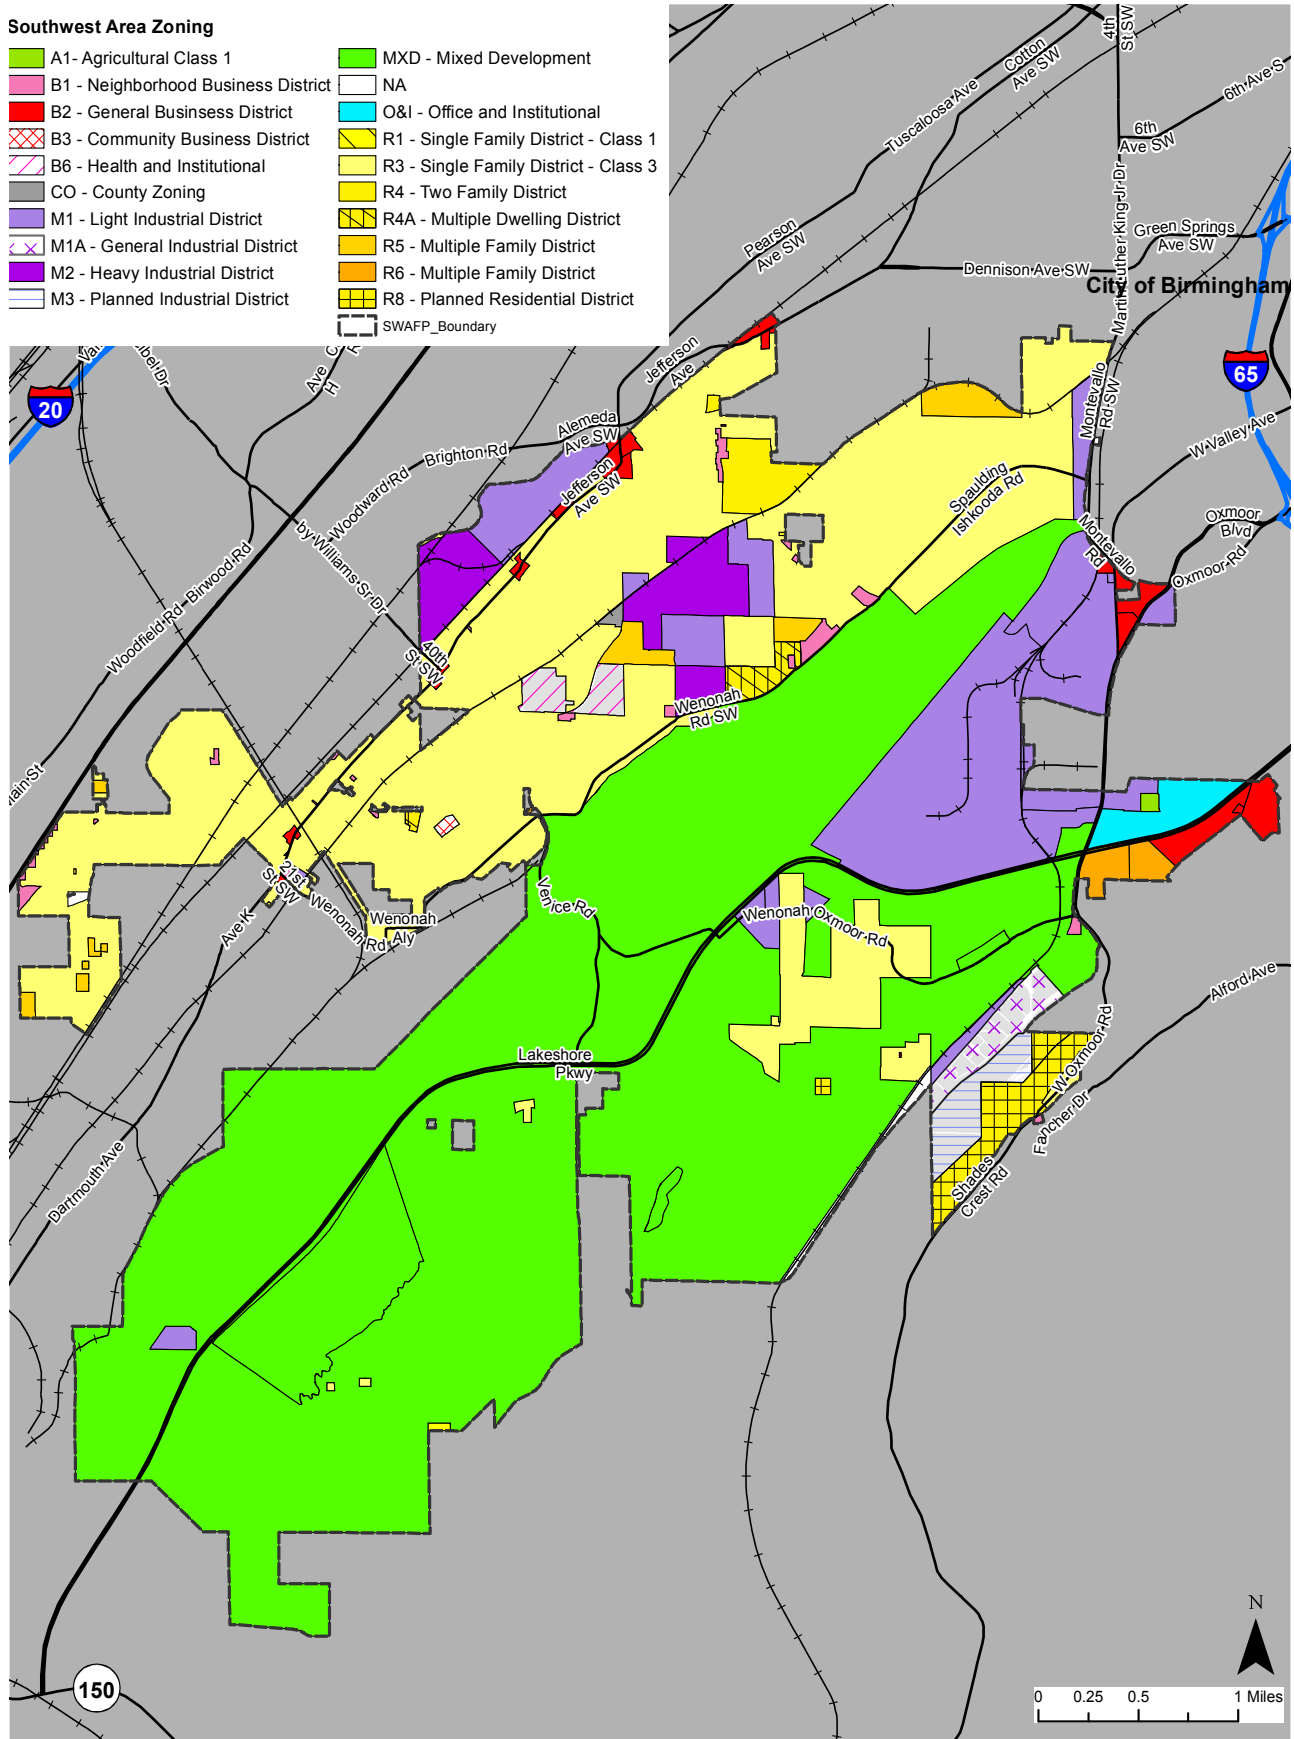 Southwest Area Zoning
A1- Agricultural Class 1
B1 - Neighborhood Business District
B2 - General Businsess District
B3 - Community Business District
B6 - Health and Institutional
CO - County Zoning
M1 - Light Industrial District
M1A - General Industrial District
M2 - Heavy Industrial District
M3 - Planned Industrial District
MXD - Mixed Development
NA
O&I - Office and Institutional
R1 - Single Family District - Class 1
R3 - Single Family District - Class 3
R4 - Two Family District
R4A - Multiple Dwelling District
R5 - Multiple Family District
R6 - Multiple Family District
R8 - Planned Residential District
SWAFP_Boundary
4th
St SW
Cotton
Ave SW
6th Ave S
Tuscaloosa Ave
6th
Ave SW
Martin Luther King Jr Dr
Green Springs
Ave SW
Pearson
Ave SW
Dennison Ave SW
City of Birmingham
65
20
Ave
H
Jefferson
Ave
Montevallo
Rd SW
W Valley Ave
Alemeda
Ave SW
Brighton Rd
Woodward Rd
Jefferson
Ave SW
Spaulding
Ishkooda Rd
Oxmoor
Blvd
Oxmoor Rd
Montevallo
Rd
by Williams Sr Dr
Birwood Rd
Woodfield Rd
40th
St SW
Wenonah
Rd SW
21st
St SW
Wenonah Rd
Wenonah
Aly
Ave K
Venice Rd
Wenonah Oxmoor Rd
Alford Ave
Lakeshore
Pkwy
W Oxmoor Rd
Fancher Dr
Shades
Crest Rd
Dartmouth Ave
150
N
0 0.25 0.5 1 Miles